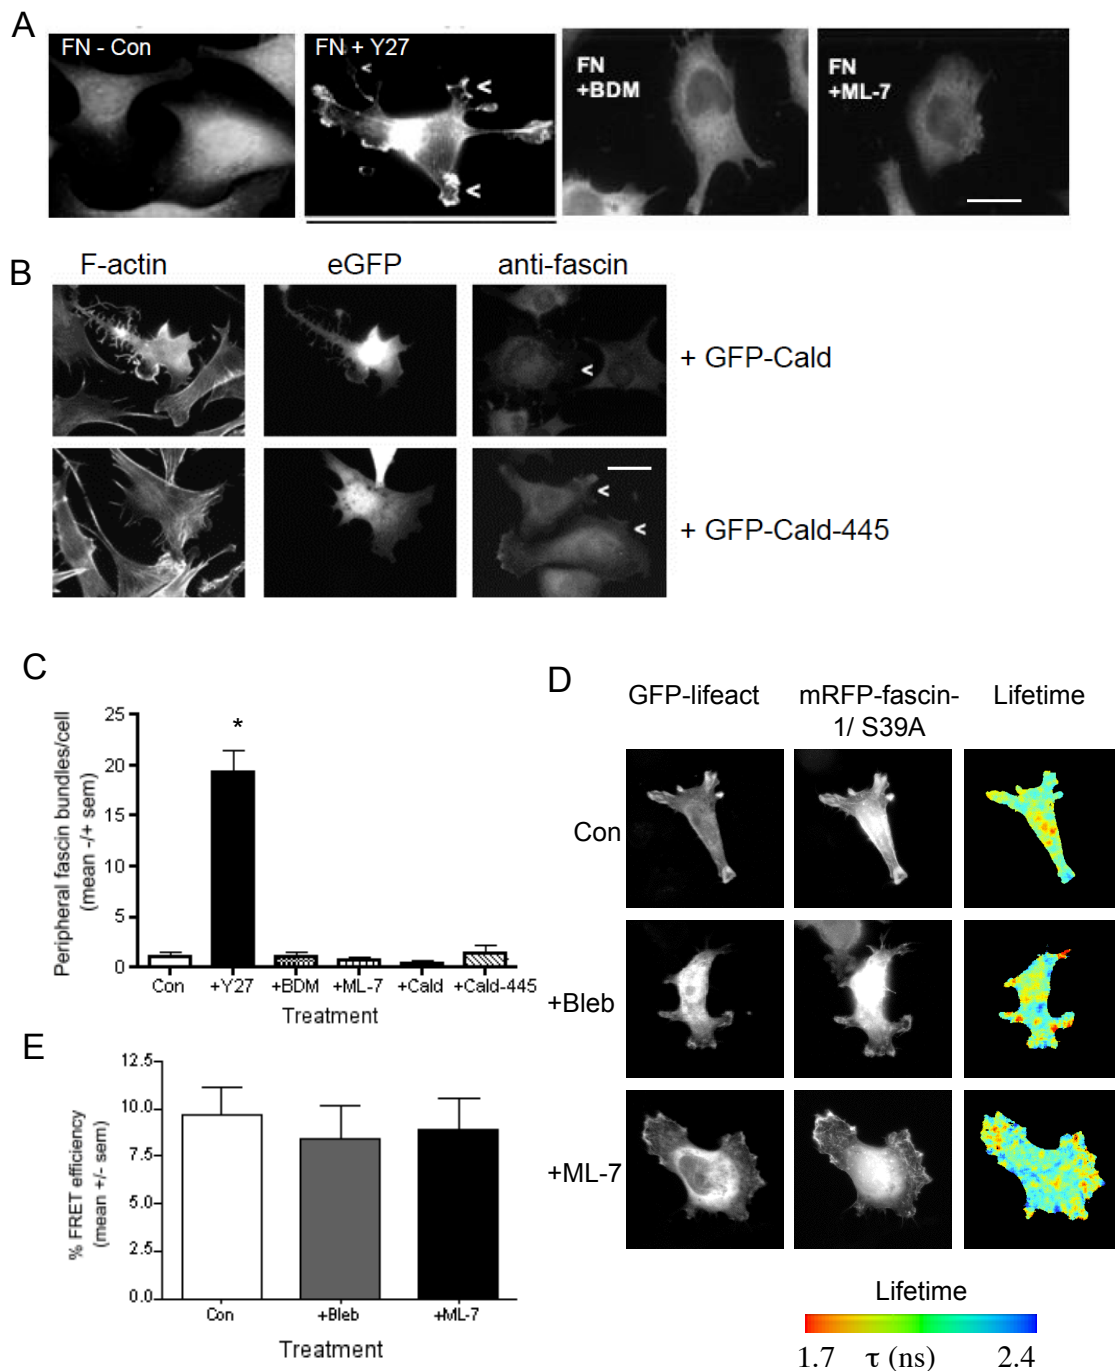 A
FN - Con
FN + Y27
<
<
<
FN
+BDM
FN
+ML-7
B
F-actin
eGFP
anti-fascin
<
+ GFP-Cald
<
<
+ GFP-Cald-445
C
Peripheral fascin bundles/cell
(mean -/+ sem)
25
20
15
10
5
0
*
Con
+Y27
+BDM
+ML-7
+Cald
+Cald-445
Treatment
D
GFP-lifeact
mRFP-fascin-
1/ S39A
Lifetime
Con
+Bleb
+ML-7
Lifetime
1.7
τ (ns)
2.4
E
% FRET efficiency
(mean +/- sem)
12.5
10.0
7.5
5.0
2.5
0.0
Con
+Bleb
+ML-7
Treatment